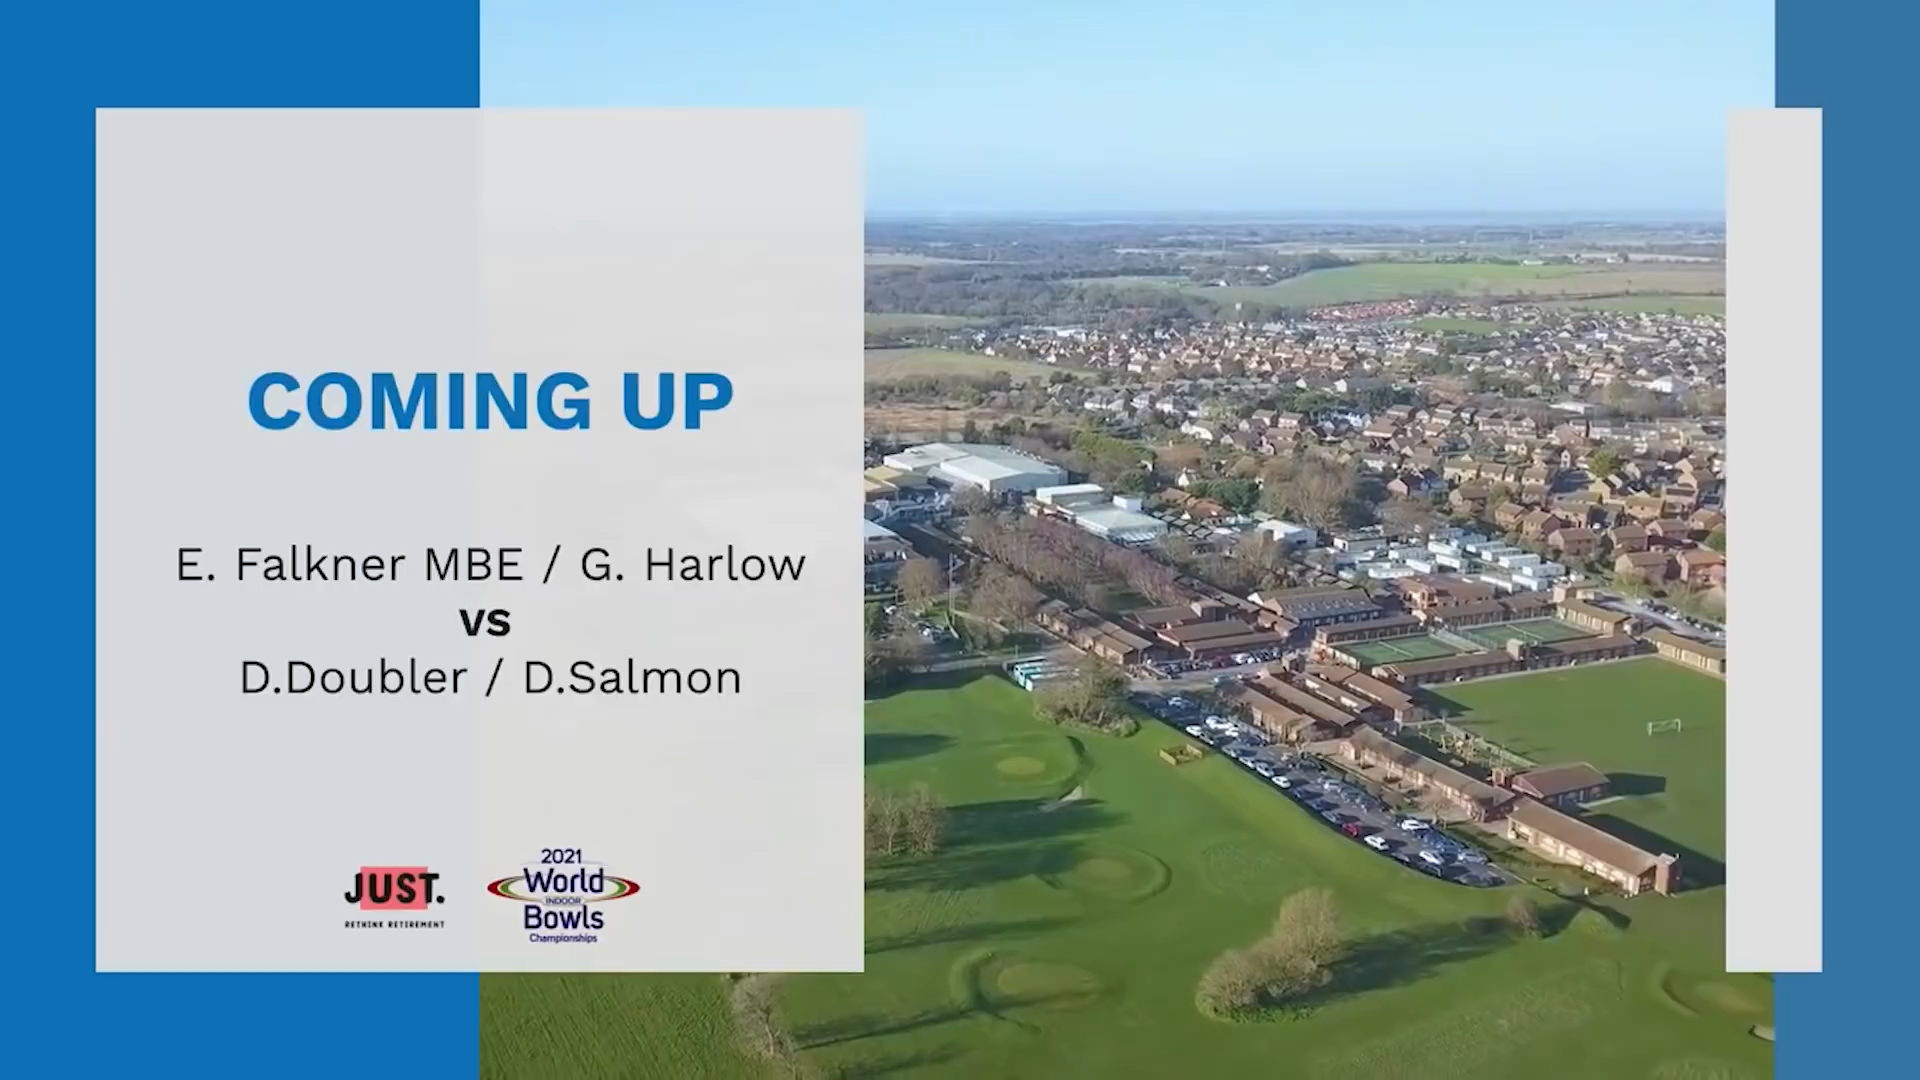 COMING UP
E. Falkner MBE / G. Harlow
vs
D.Doubler / D.Salmon
JUST.
RETHINK RETIREMENT
2021
World
INDOOR
Bowls
Championships